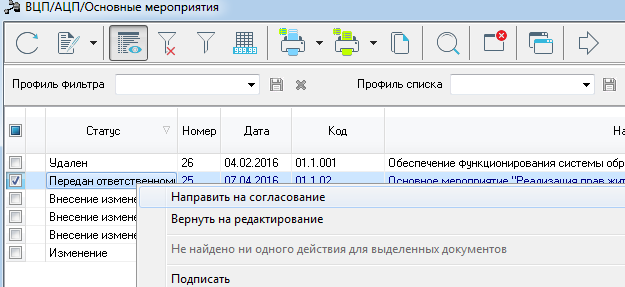 ВЦП/АЦП/Основные мероприятия
Профиль фильтра Профиль списка
Статус Номер Дата Код На
Удален 26 04.02.2016 01.1.001 Обеспечение функционирования системы обр
Передан ответственном 25 07.04.2016 01.1.02 Основное мероприятие "Реализация прав жит
Внесение измене
Внесение измене
Внесение измене
Изменение
Направить на согласование
Вернуть на редактирование
Не найдено ни одного действия для выделенных документов
Подписать